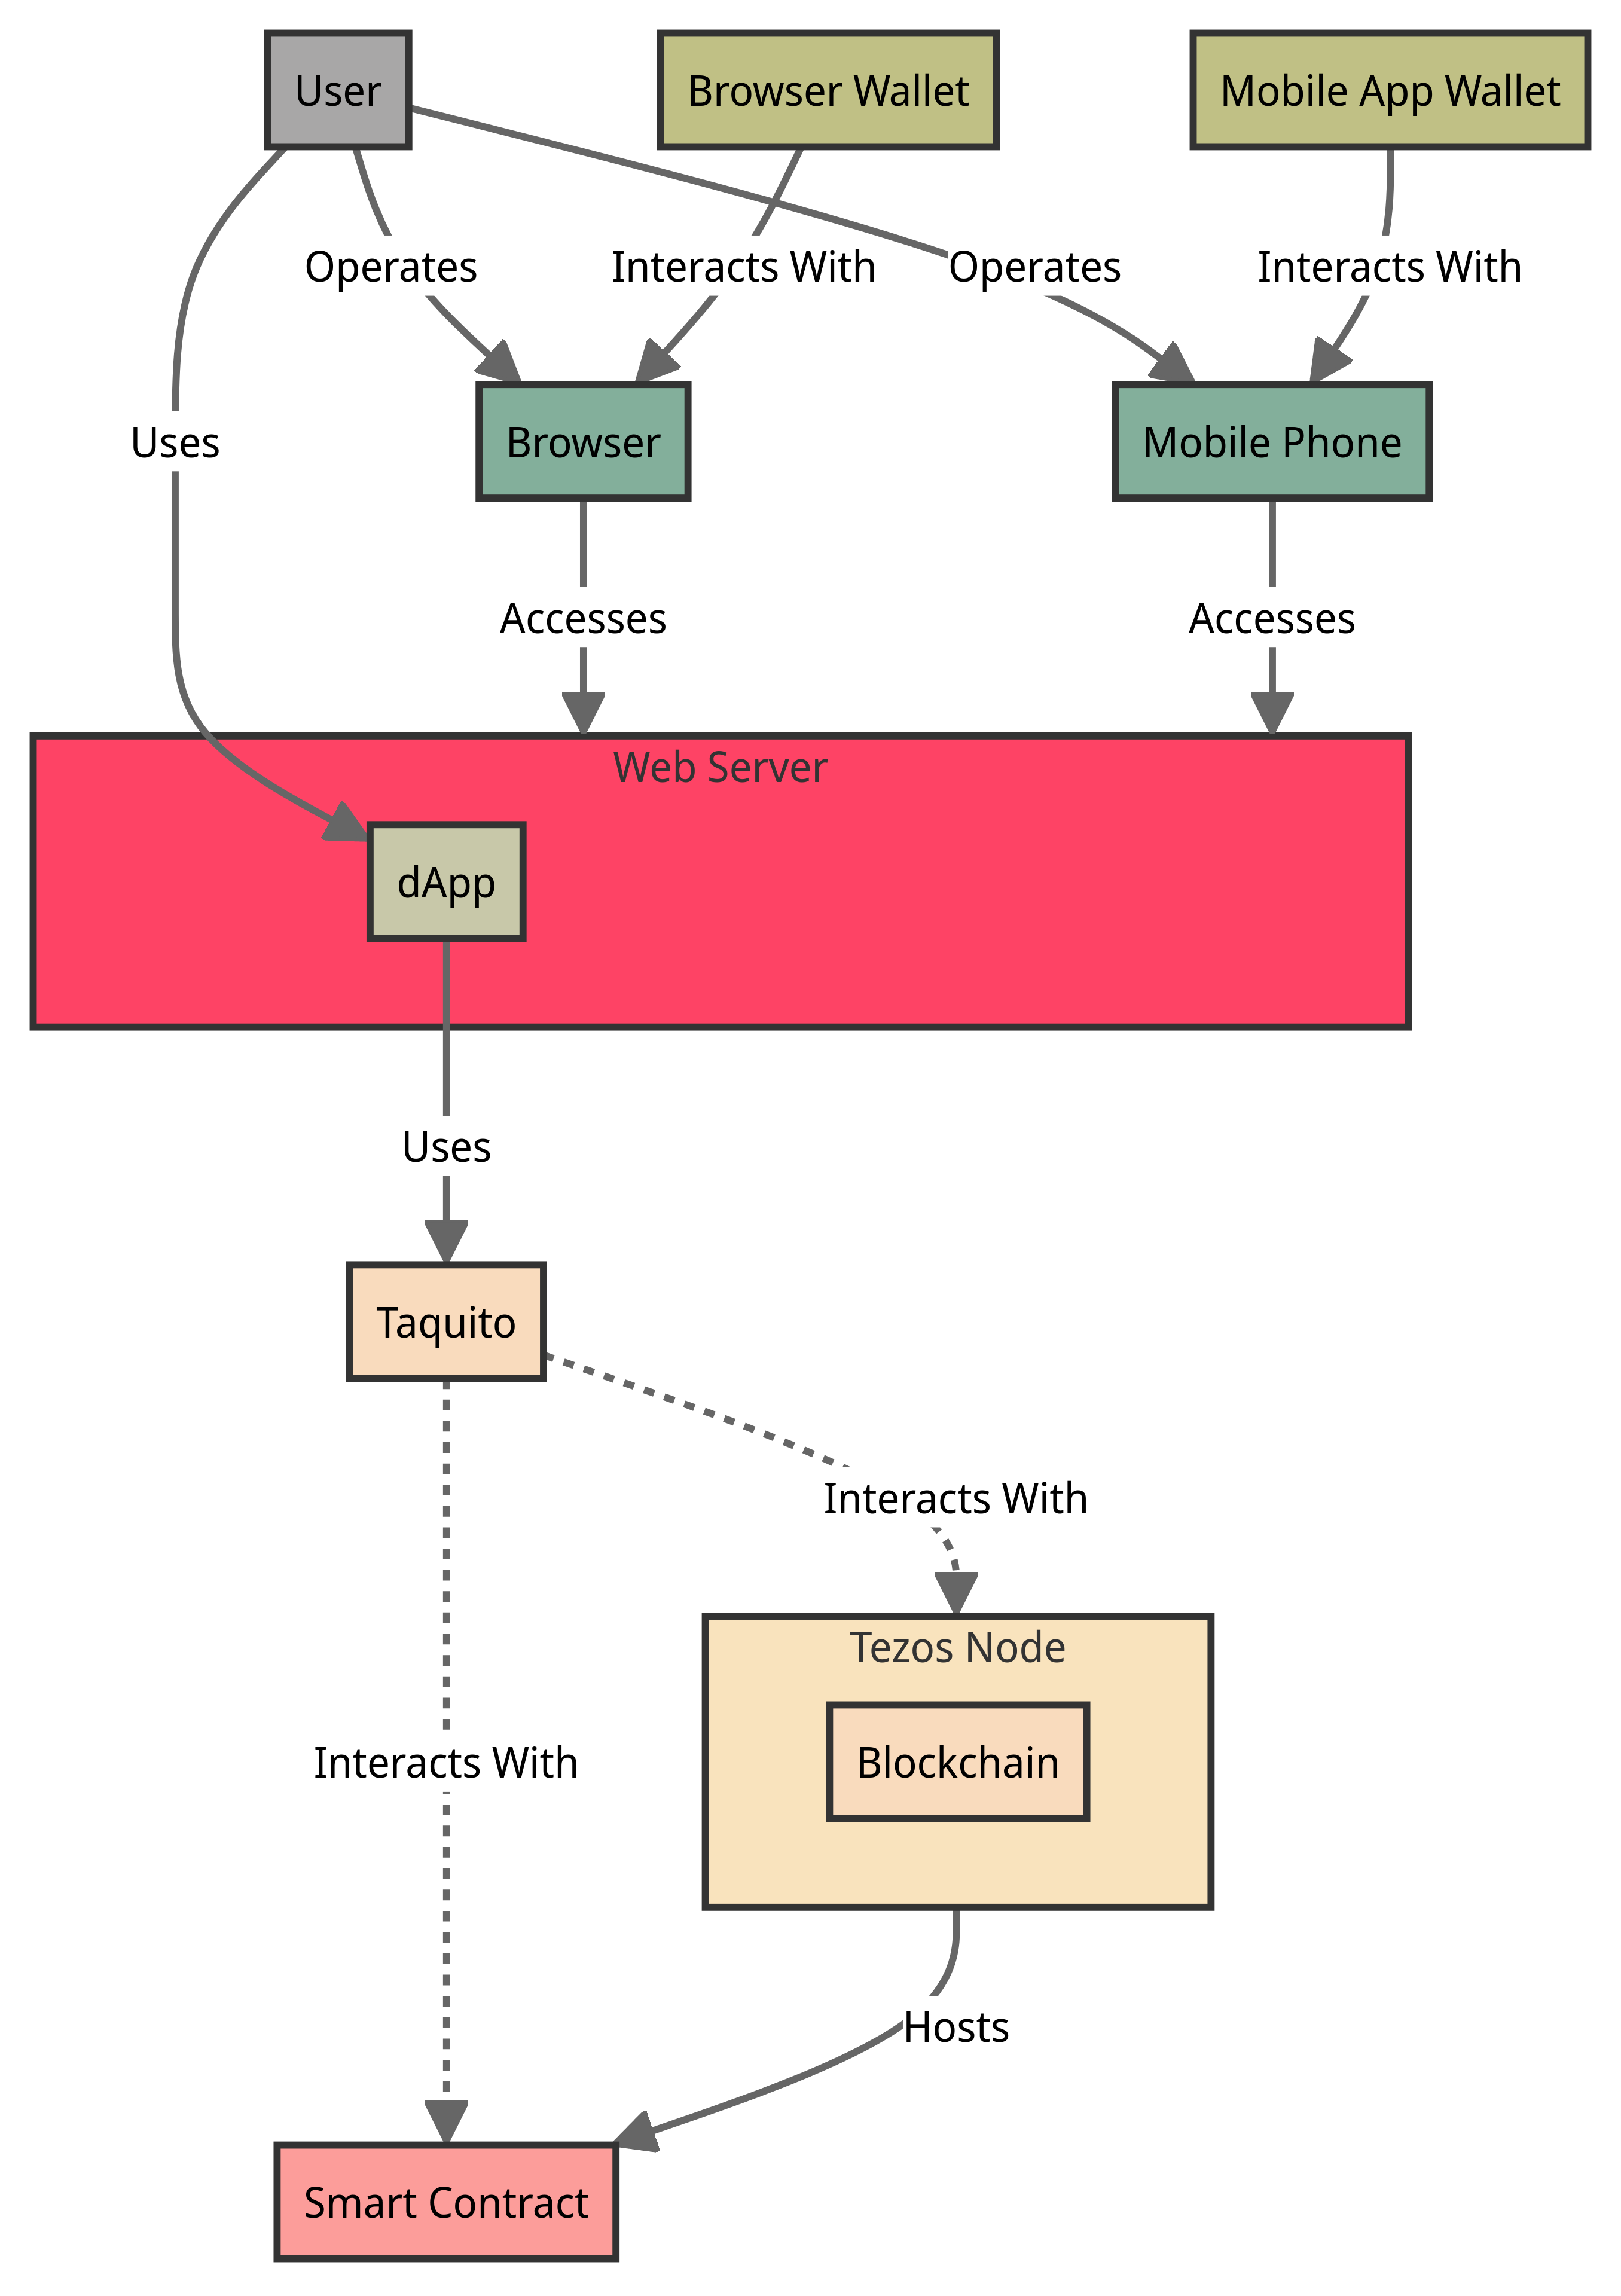 User
Browser Wallet
Mobile App Wallet
Operates
Interacts With
Operates
Interacts With
Uses
Browser
Mobile Phone
Accesses
Accesses
Web Server
dApp
Uses
Taquito
Interacts With
Tezos Node
Interacts With
Blockchain
Hosts
Smart Contract